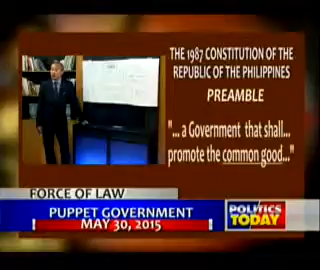 THE 1987 CONSTITUTION OF THE
REPUBLIC OF THE PHILIPPINES
PREAMBLE
"... a Government that shall...
promote the common good..."
FORCE OF LAW
PUPPET GOVERNMENT
MAY 30, 2015
POLITICS
TODAY